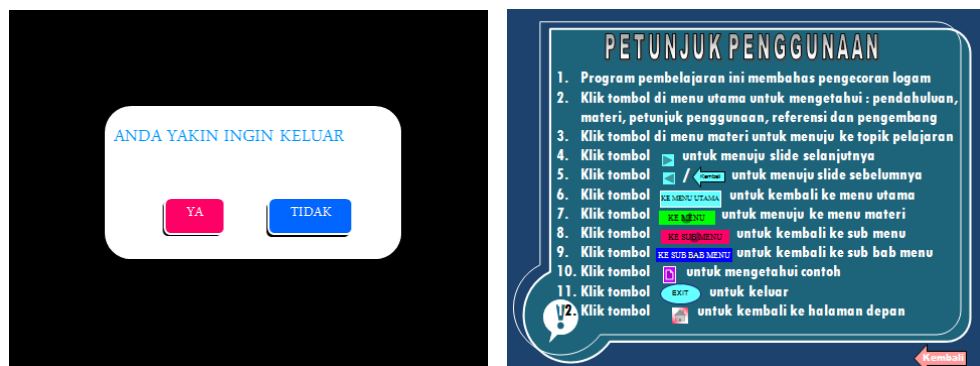 ANDA YAKIN INGIN KELUAR
YA
TIDAK
PETUNJUK PENGGUNAAN
1. Program pembelajaran ini membahas pengecoran logam
2. Klik tombol di menu utama untuk mengetahui : pendahuluan,
materi, petunjuk penggunaan, referensi dan pengembang
3. Klik tombol di menu materi untuk menuju ke topik pelajaran
4. Klik tombol untuk menuju slide selanjutnya
5. Klik tombol / Kembali untuk menuju slide sebelumnya
6. Klik tombol KE MENU UTAMA untuk kembali ke menu utama
7. Klik tombol KE MENU untuk menuju ke menu materi
8. Klik tombol KE SUB MENU untuk kembali ke sub menu
9. Klik tombol KE SUB BAB MENU untuk kembali ke sub bab menu
10. Klik tombol untuk mengetahui contoh
11. Klik tombol EXIT untuk keluar
12. Klik tombol untuk kembali ke halaman depan
Kembali